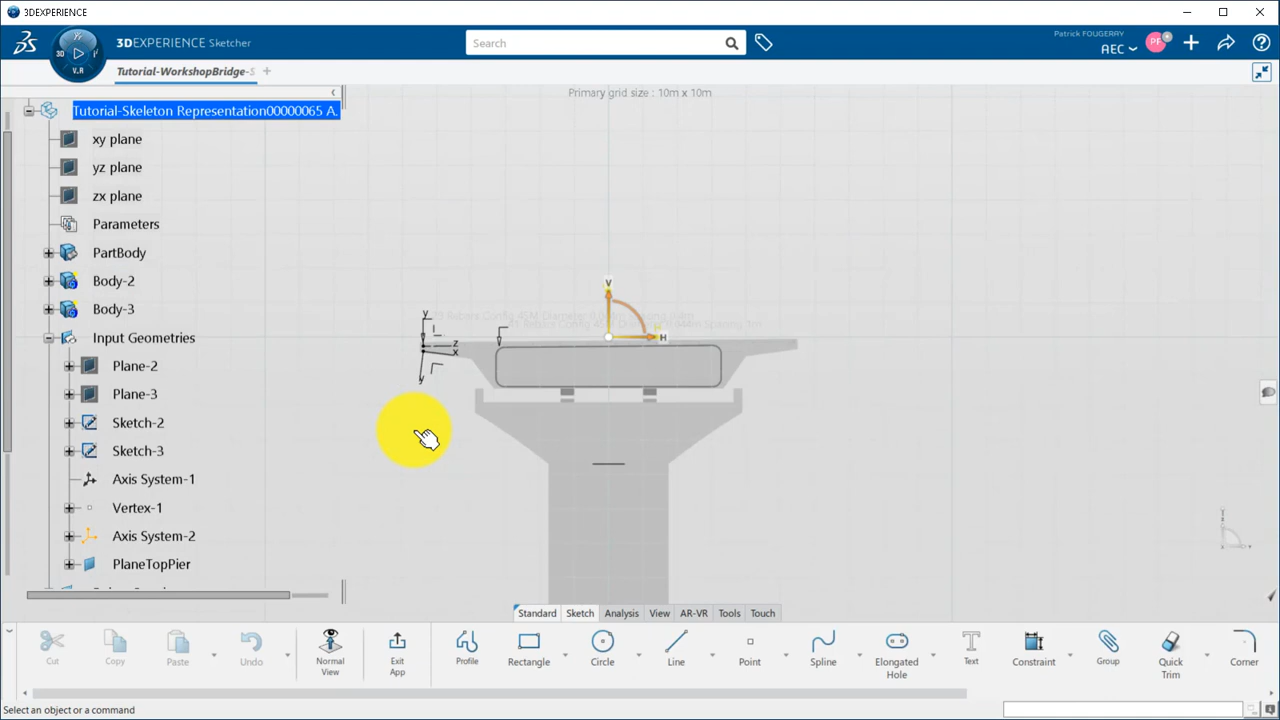 3DEXPERIENCE
3DEXPERIENCE Sketcher
Search
Patrick FOUGERAY
AEC
PF
3D
V.R
Tutorial-WorkshopBridge-S
Primary grid size : 10m x 10m
Tutorial-Skeleton Representation00000065 A.
xy plane
yz plane
zx plane
Parameters
PartBody
Body-2
Body-3
Input Geometries
Plane-2
Plane-3
Sketch-2
Sketch-3
Axis System-1
Vertex-1
Axis System-2
PlaneTopPier
V
H
y
z
x
y
Standard
Sketch
Analysis
View
AR-VR
Tools
Touch
Cut
Copy
Paste
Undo
Normal View
Exit App
Profile
Rectangle
Circle
Line
Point
Spline
Elongated Hole
Text
Constraint
Group
Quick Trim
Corner
Select an object or a command